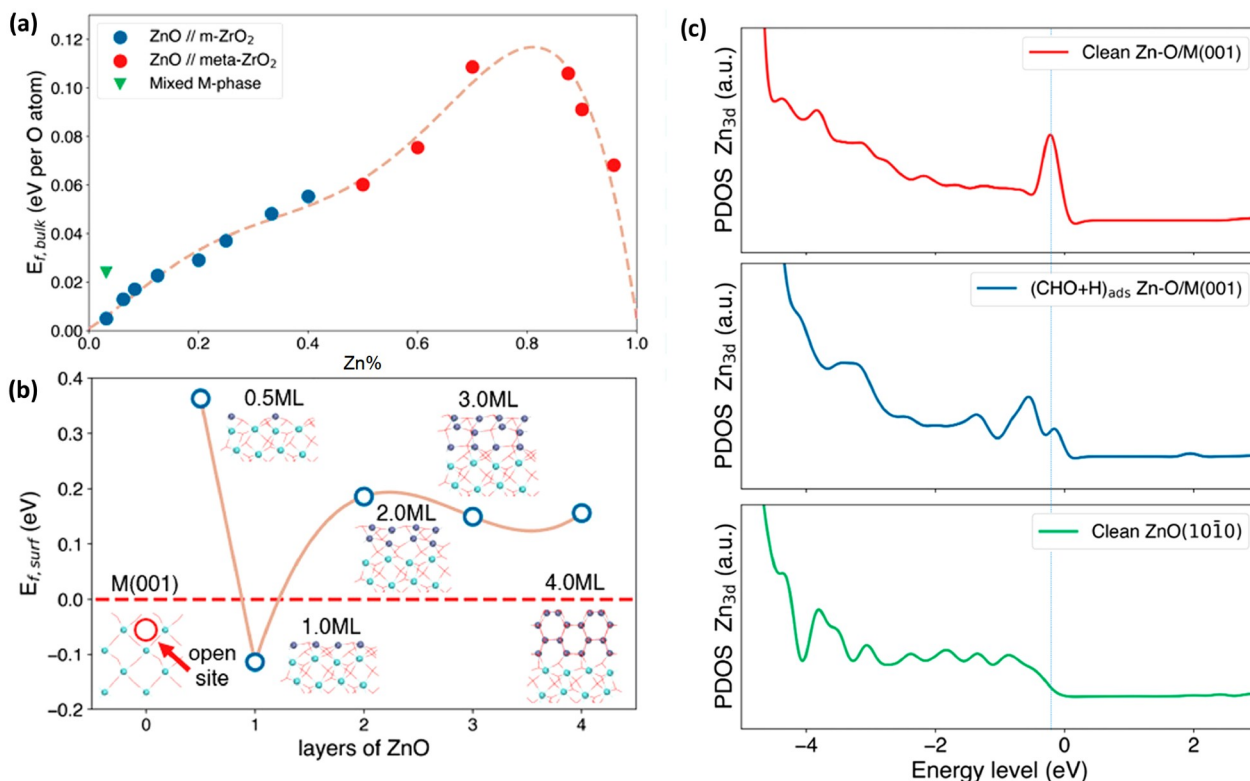 (a)
ZnO // m-ZrO₂
ZnO // meta-ZrO₂
Mixed M-phase
E_{f,bulk} (eV per O atom)
0.12
0.10
0.08
0.06
0.04
0.02
0.00
0.0 0.2 0.4 0.6 0.8 1.0
Zn%
(b)
E_{f,surf} (eV)
0.4
0.3
0.2
0.1
0.0
-0.1
-0.2
0.5ML
3.0ML
2.0ML
M(001)
open
site
1.0ML
4.0ML
0 1 2 3 4
layers of ZnO
(c)
Clean Zn-O/M(001)
PDOS Zn₃d (a.u.)
(CHO+H)ads Zn-O/M(001)
PDOS Zn₃d (a.u.)
Clean ZnO(101̄0)
PDOS Zn₃d (a.u.)
−4 −2 0 2
Energy level (eV)